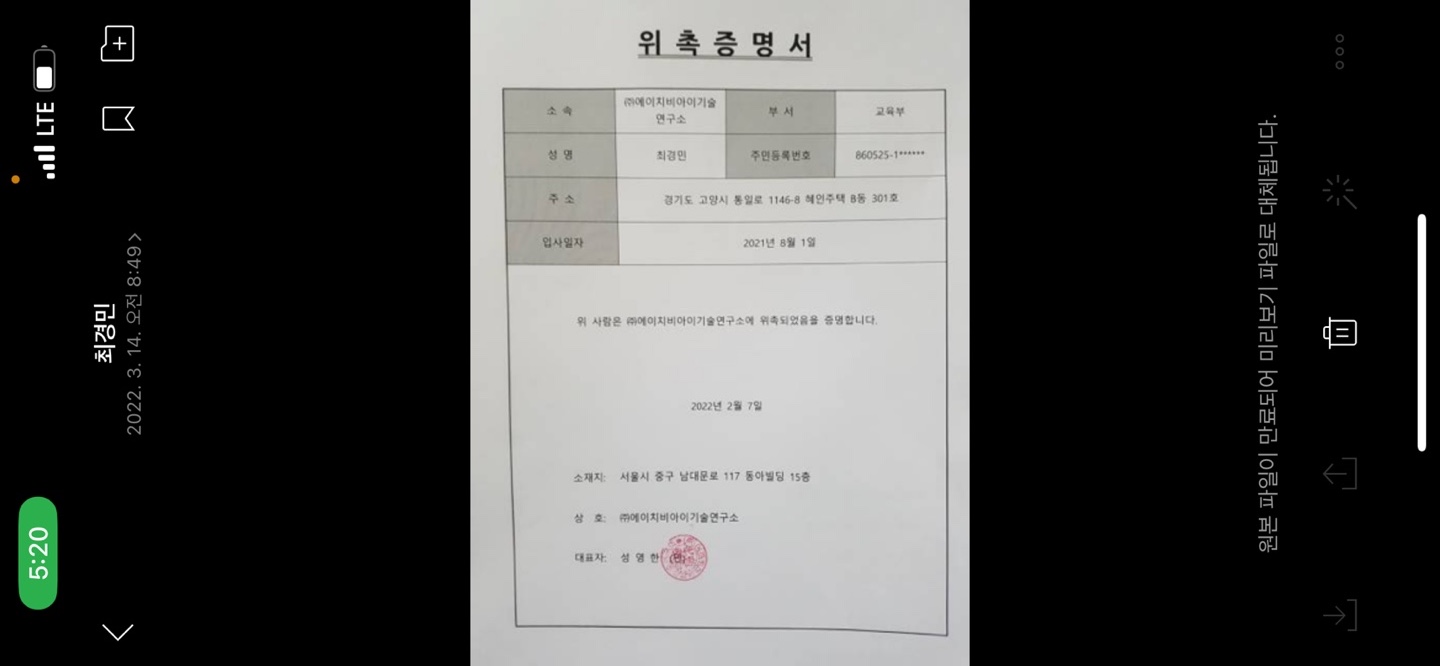 위 촉 증 명 서
소 속
㈜에이치비아이기술
연구소
부 서
교육부
성 명
최경민
주민등록번호
860525-1******
주 소
경기도 고양시 통일로 1146-8 혜인주택 B동 301호
입사일자
2021년 8월 1일
위 사람은 ㈜에이치비아이기술연구소에 위촉되었음을 증명합니다.
2022년 2월 7일
소재지: 서울시 중구 남대문로 117 동아빌딩 15층
상 호: ㈜에이치비아이기술연구소
대표자: 성 영 한 (인)
5:20
LTE
최경민
2022. 3. 14. 오전 8:49
원본 파일이 만료되어 미리보기 파일로 대체됩니다.